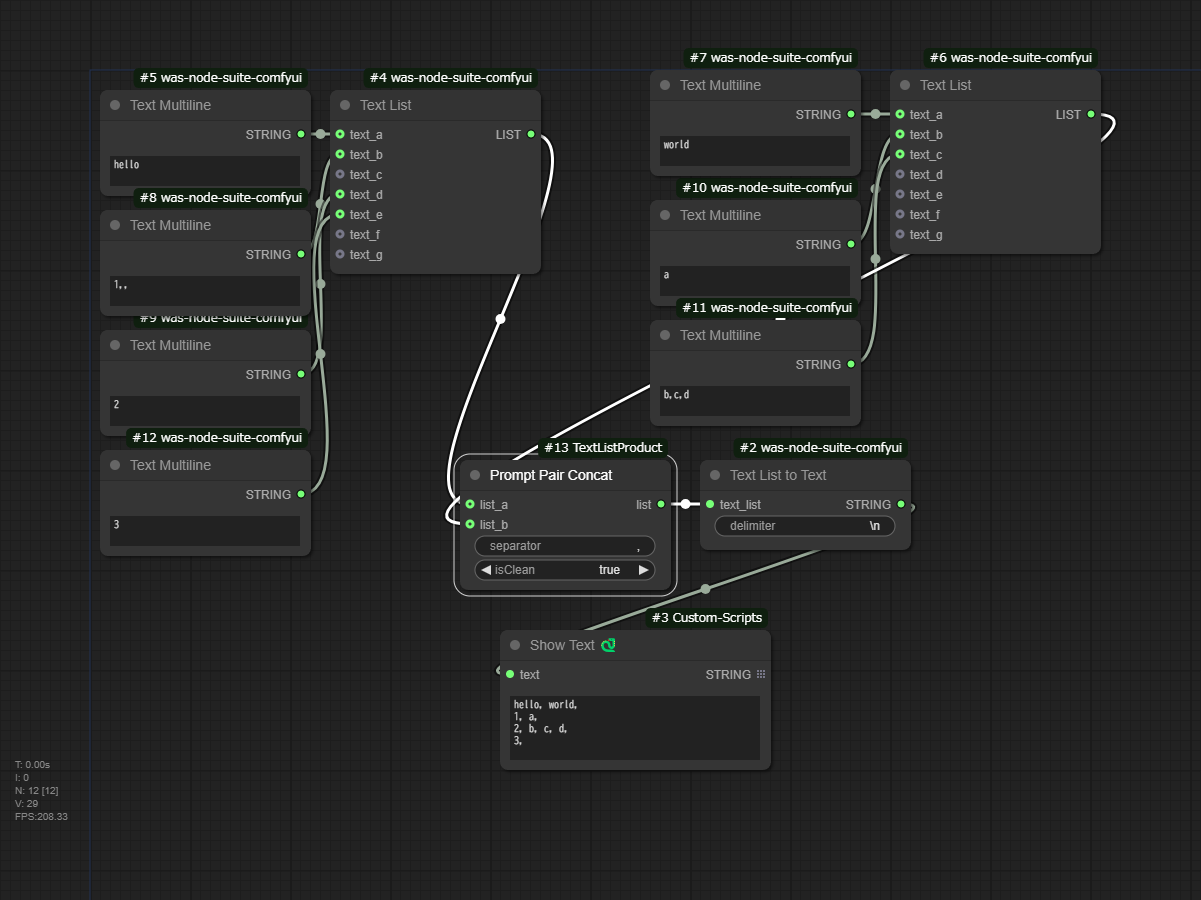 #5 was-node-suite-comfyui
Text Multiline
STRING
hello
#8 was-node-suite-comfyui
Text Multiline
STRING
1,,
#9 was-node-suite-comfyui
Text Multiline
STRING
2
#12 was-node-suite-comfyui
Text Multiline
STRING
3
#4 was-node-suite-comfyui
Text List
text_a LIST
text_b
text_c
text_d
text_e
text_f
text_g
#7 was-node-suite-comfyui
Text Multiline
STRING
world
#10 was-node-suite-comfyui
Text Multiline
STRING
a
#11 was-node-suite-comfyui
Text Multiline
STRING
b,c,d
#6 was-node-suite-comfyui
Text List
text_a LIST
text_b
text_c
text_d
text_e
text_f
text_g
#13 TextListProduct
Prompt Pair Concat
list_a list
list_b
separator ,
isClean true
#2 was-node-suite-comfyui
Text List to Text
text_list STRING
delimiter \n
#3 Custom-Scripts
Show Text
text STRING
hello, world,
1, a,
2, b, c, d,
3,
T: 0.00s
I: 0
N: 12 [12]
V: 29
FPS:208.33